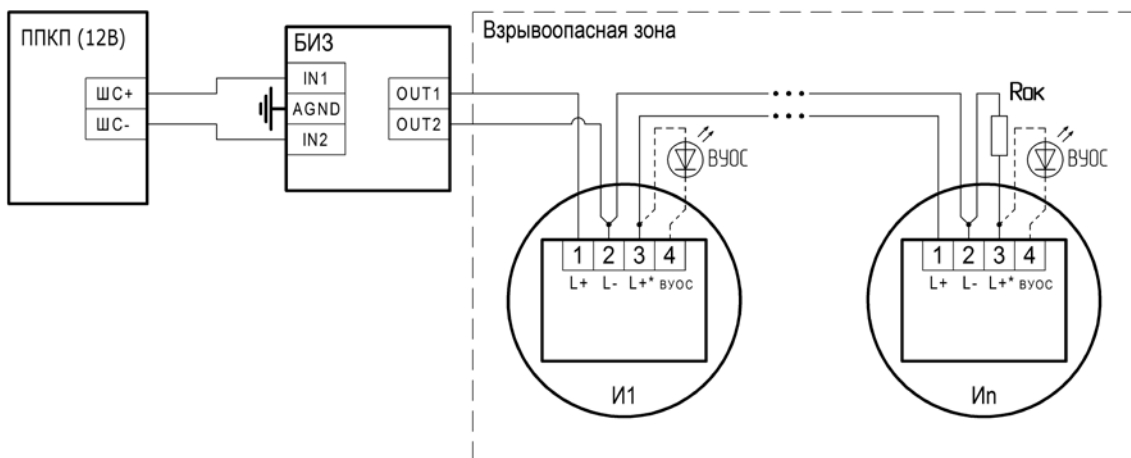 ППКП (12В)
ШС+
ШС-
БИЗ
IN1
AGND
IN2
OUT1
OUT2
Взрывоопасная зона
ВУОС
1 2 3 4
L+ L- L+* ВУОС
И1
Rок
ВУОС
1 2 3 4
L+ L- L+* ВУОС
Иn